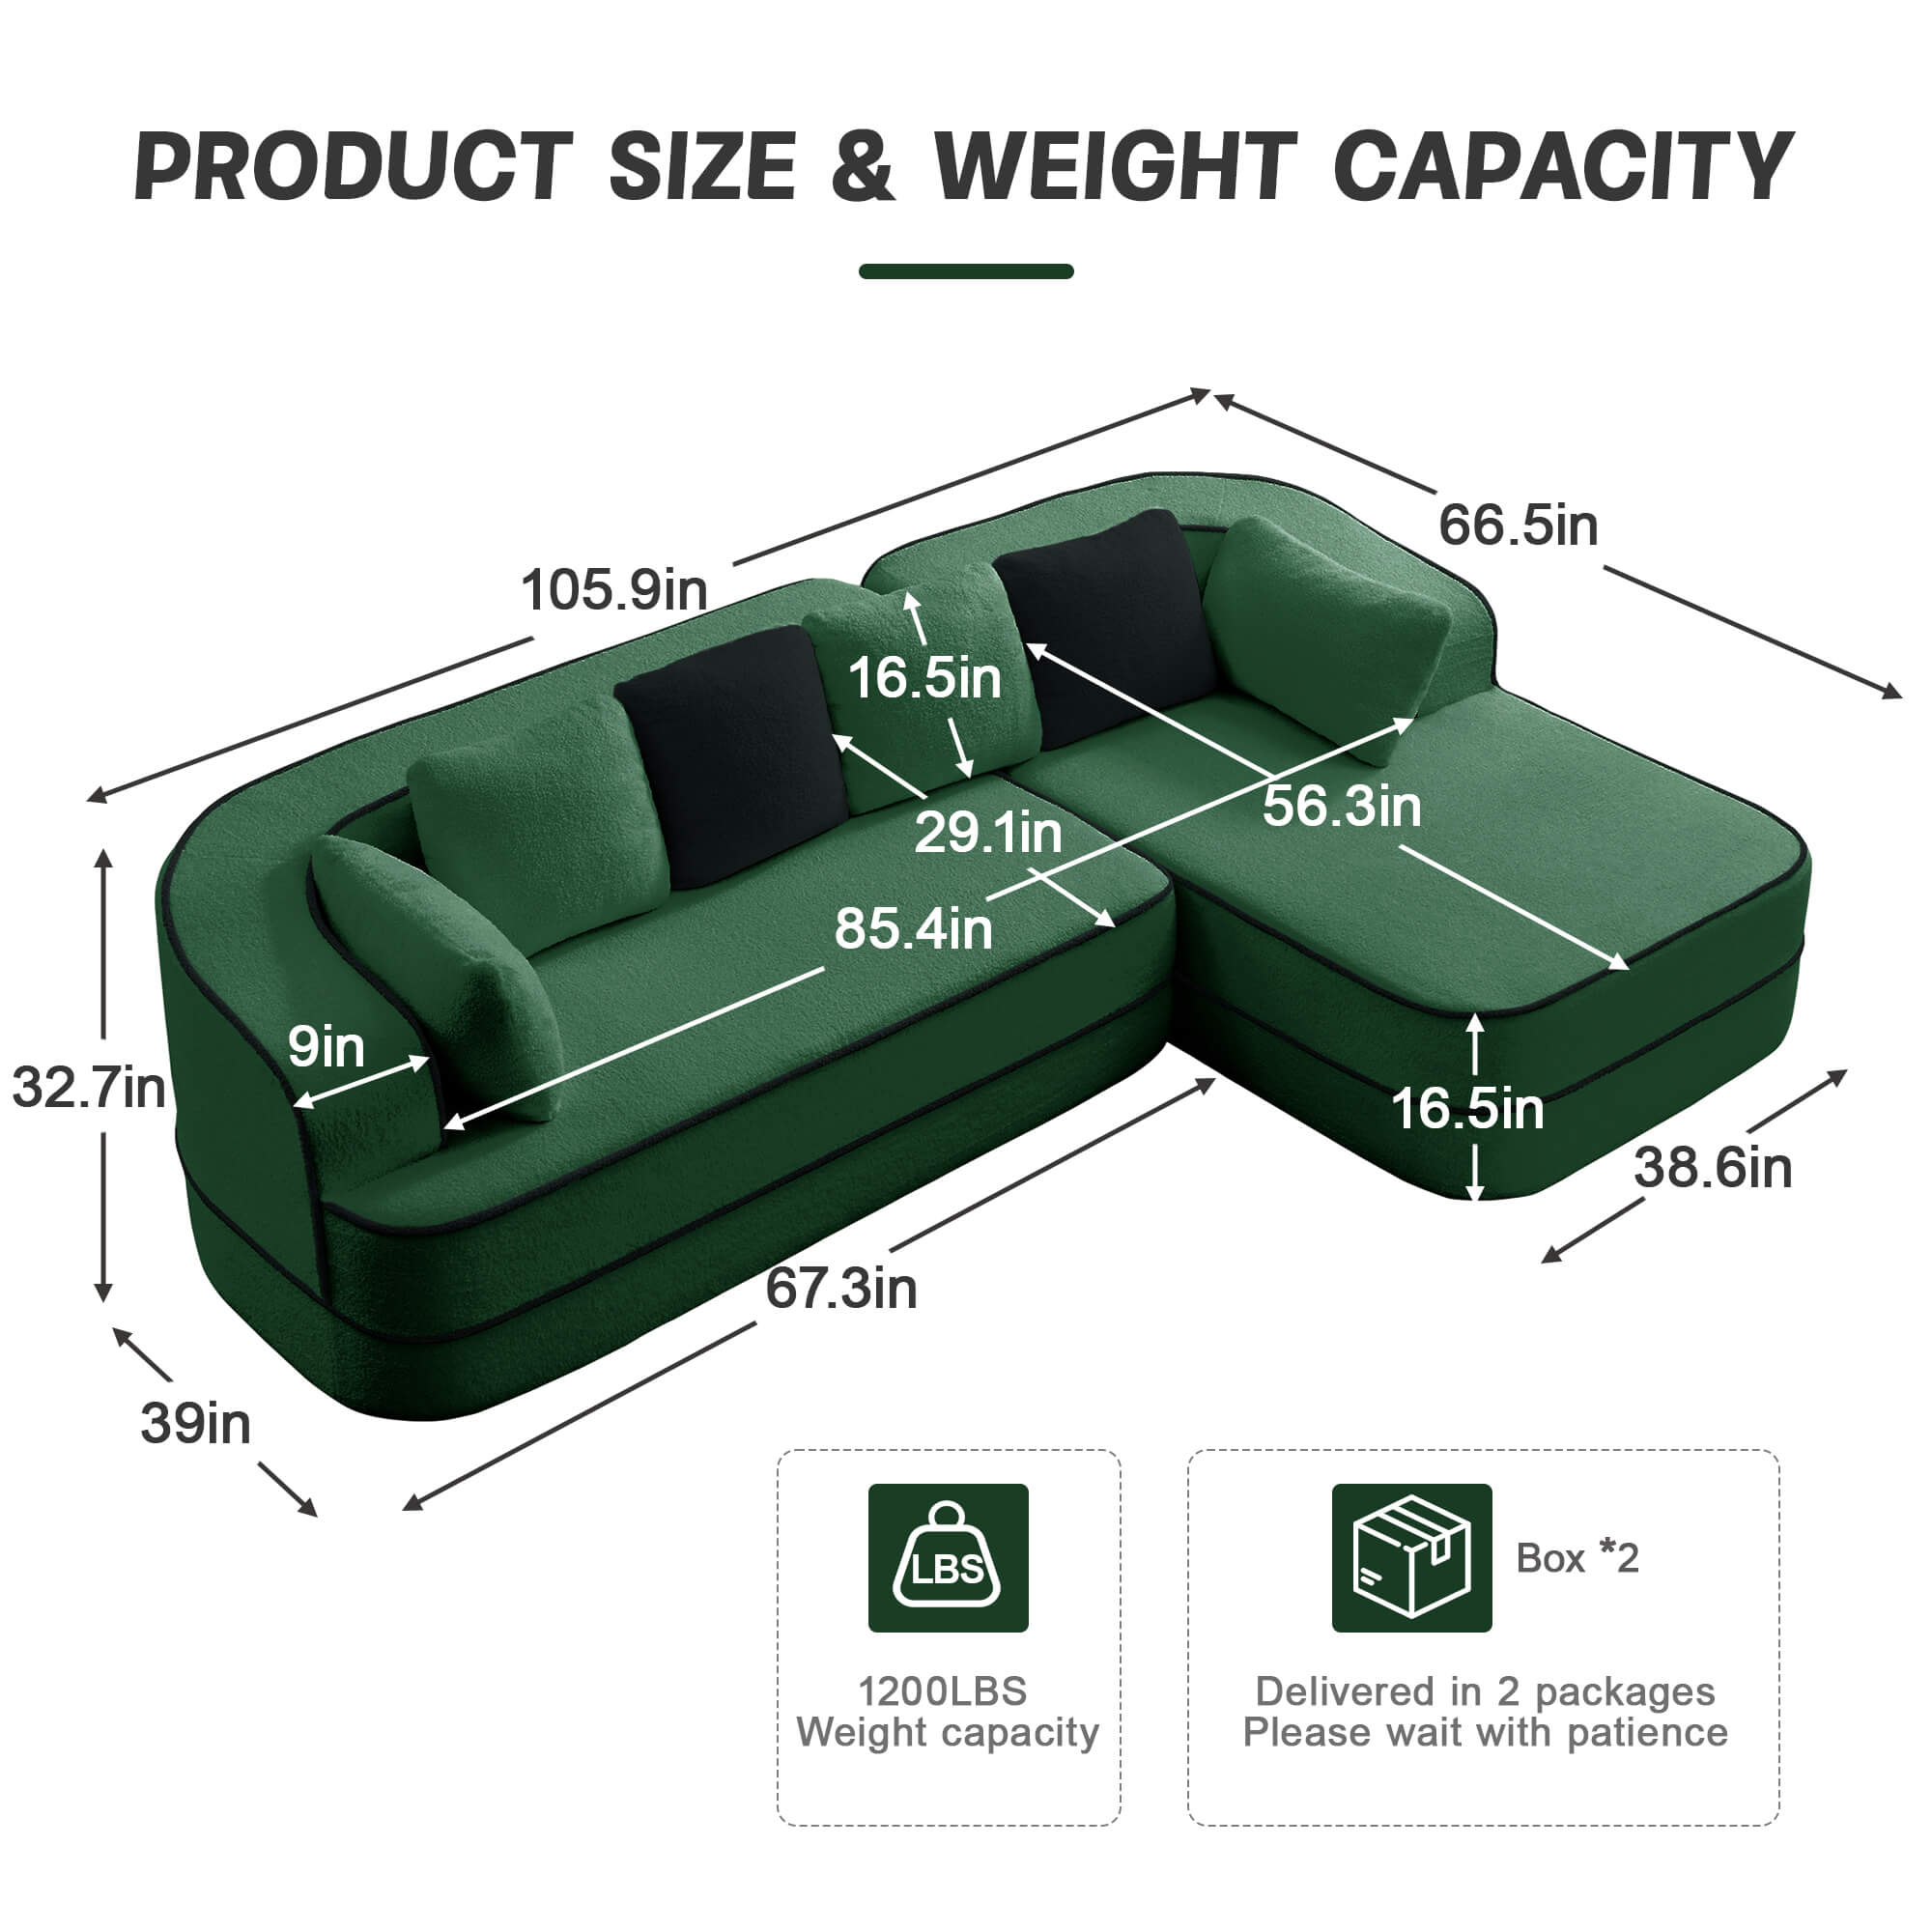 PRODUCT SIZE & WEIGHT CAPACITY
105.9in
66.5in
16.5in
29.1in
56.3in
85.4in
9in
32.7in
16.5in
38.6in
67.3in
39in
LBS
Box *2
1200LBS
Weight capacity
Delivered in 2 packages
Please wait with patience